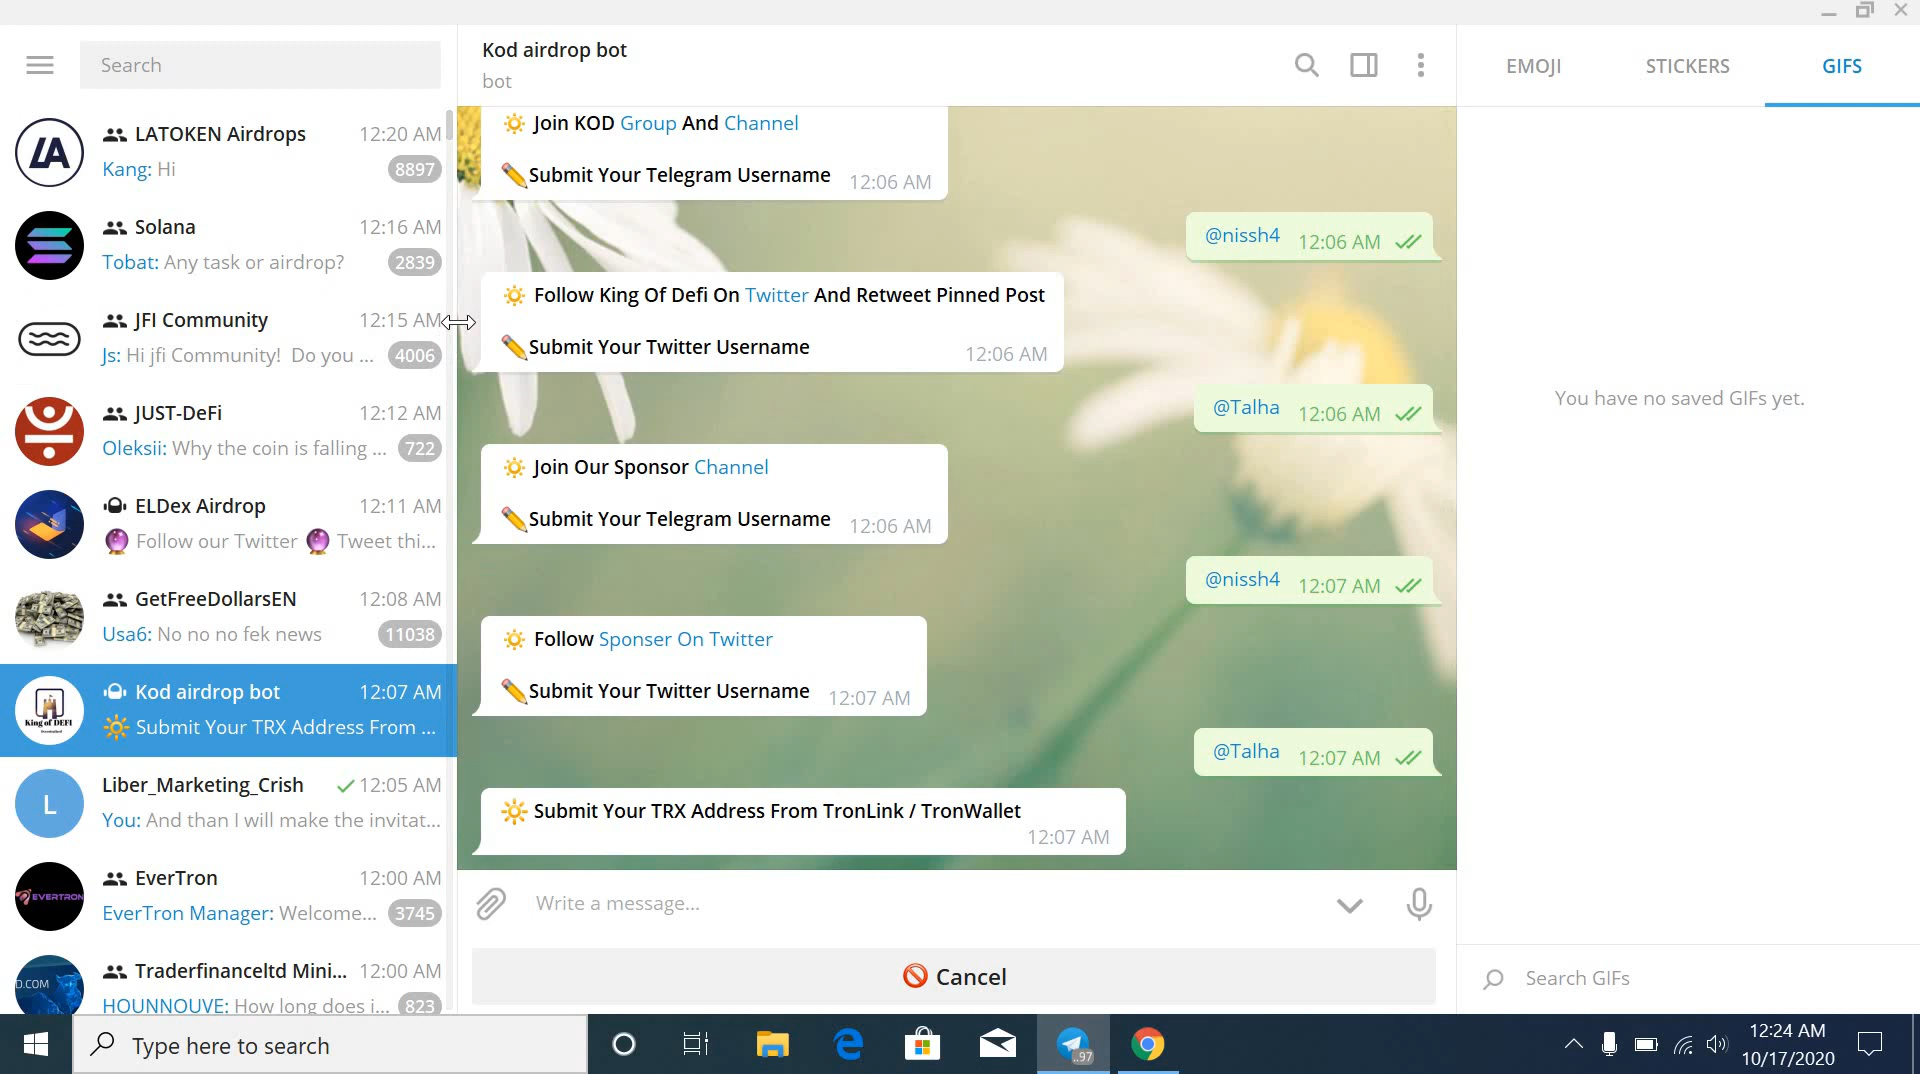 Search
LATOKEN Airdrops 12:20 AM
Kang: Hi 8897
Solana 12:16 AM
Tobat: Any task or airdrop? 2839
JFI Community 12:15 AM
Js: Hi jfi Community! Do you ... 4006
JUST-DeFi 12:12 AM
Oleksii: Why the coin is falling ... 722
ELDex Airdrop 12:11 AM
Follow our Twitter Tweet thi...
GetFreeDollarsEN 12:08 AM
Usa6: No no no fek news 11038
King of DEFI
Kod airdrop bot 12:07 AM
Submit Your TRX Address From ...
L
Liber_Marketing_Crish 12:05 AM
You: And than I will make the invitat...
EVERTRON
EverTron 12:00 AM
EverTron Manager: Welcome... 3745
D.COM
Traderfinanceltd Mini... 12:00 AM
HOUNNOUVE: How long does i... 823
Kod airdrop bot
bot
Join KOD Group And Channel
Submit Your Telegram Username 12:06 AM
@nissh4 12:06 AM
Follow King Of Defi On Twitter And Retweet Pinned Post
Submit Your Twitter Username 12:06 AM
@Talha 12:06 AM
Join Our Sponsor Channel
Submit Your Telegram Username 12:06 AM
@nissh4 12:07 AM
Follow Sponser On Twitter
Submit Your Twitter Username 12:07 AM
@Talha 12:07 AM
Submit Your TRX Address From TronLink / TronWallet
12:07 AM
Write a message...
Cancel
EMOJI STICKERS GIFS
You have no saved GIFs yet.
Search GIFs
Type here to search
..97
12:24 AM
10/17/2020